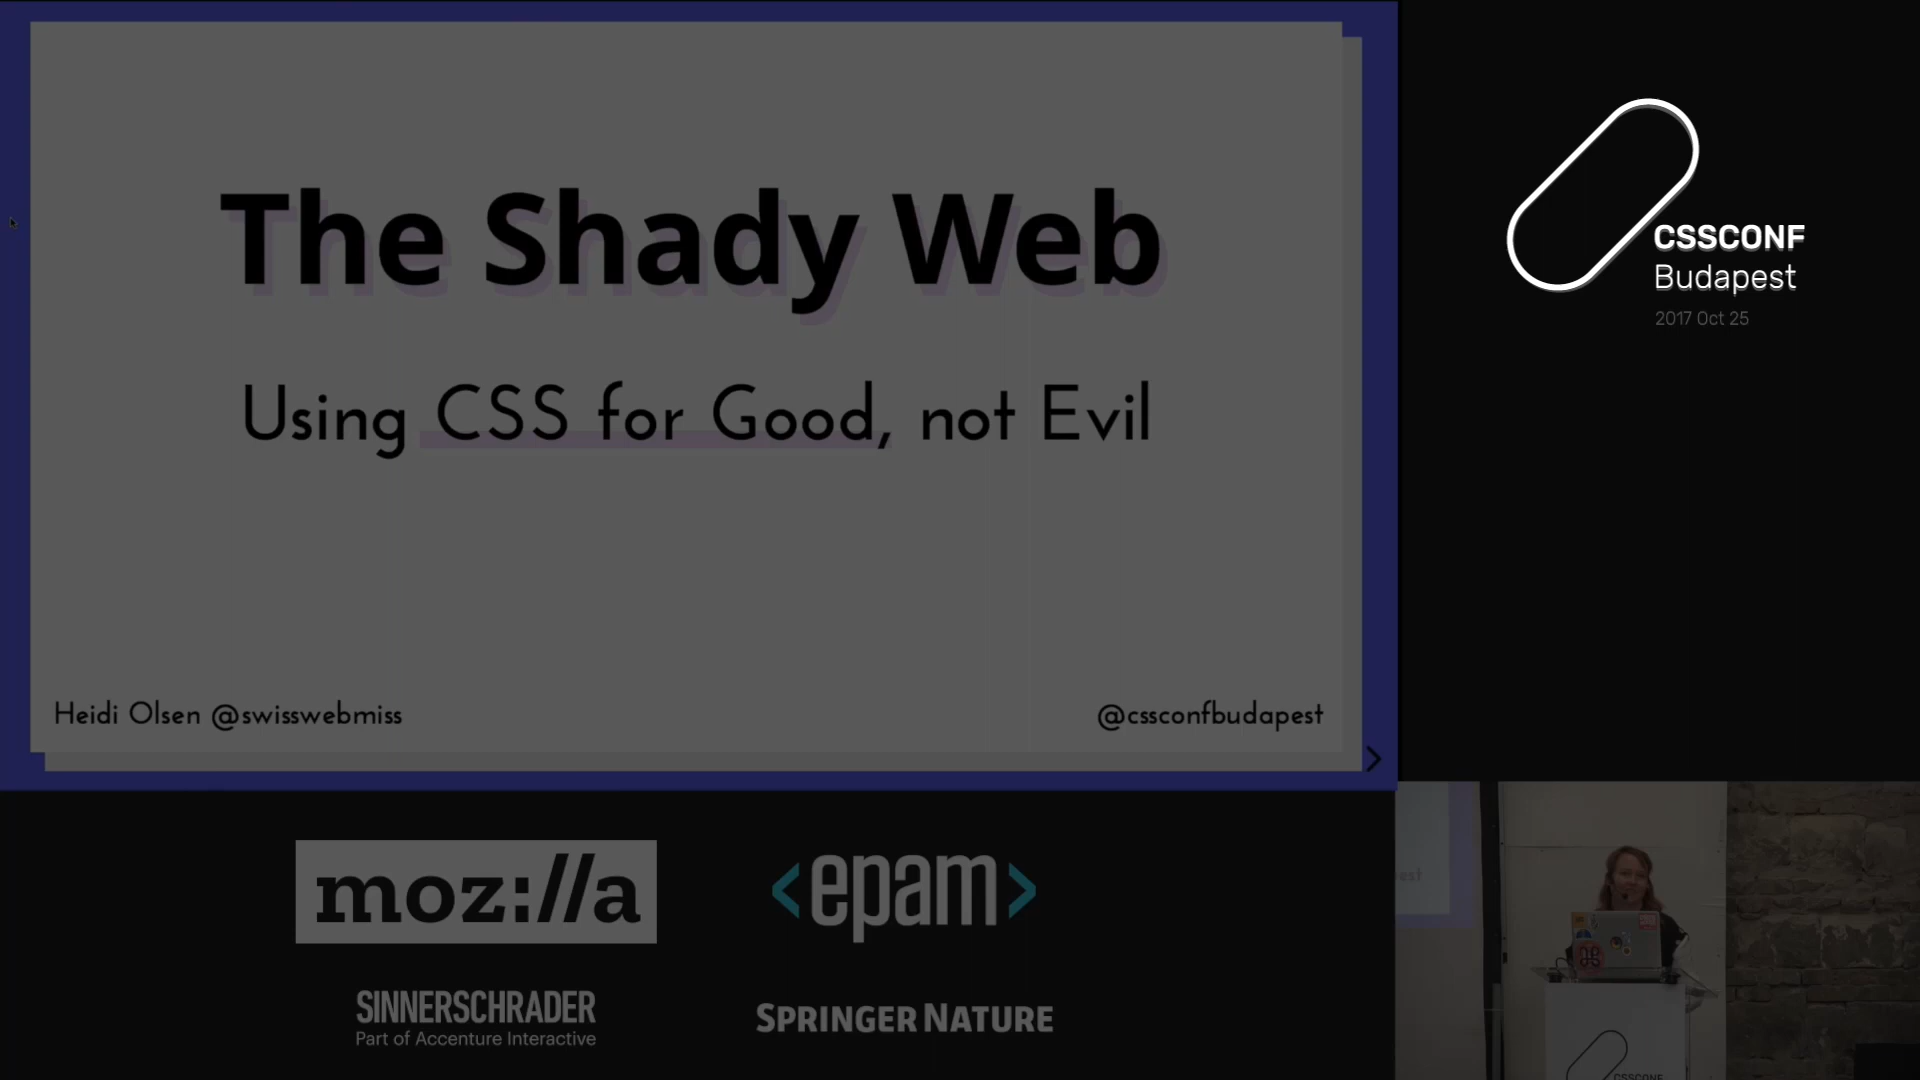 The Shady Web
Using CSS for Good, not Evil
Heidi Olsen @swisswebmiss
@cssconfbudapest
CSSCONF
Budapest
2017 Oct 25
moz://a
<epam>
SINNERSCHRADER
Part of Accenture Interactive
SPRINGER NATURE
CSSCONF